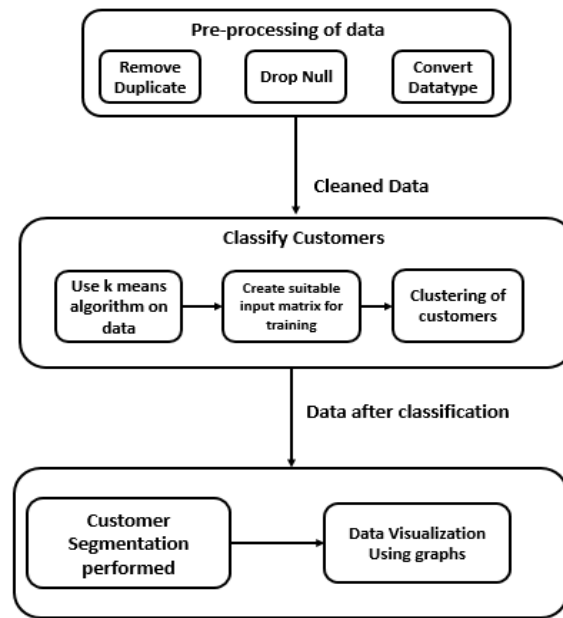 Pre-processing of data
Remove
Duplicate
Drop Null
Convert
Datatype
Cleaned Data
Classify Customers
Use k means
algorithm on
data
Create suitable
input matrix for
training
Clustering of
customers
Data after classification
Customer
Segmentation
performed
Data Visualization
Using graphs